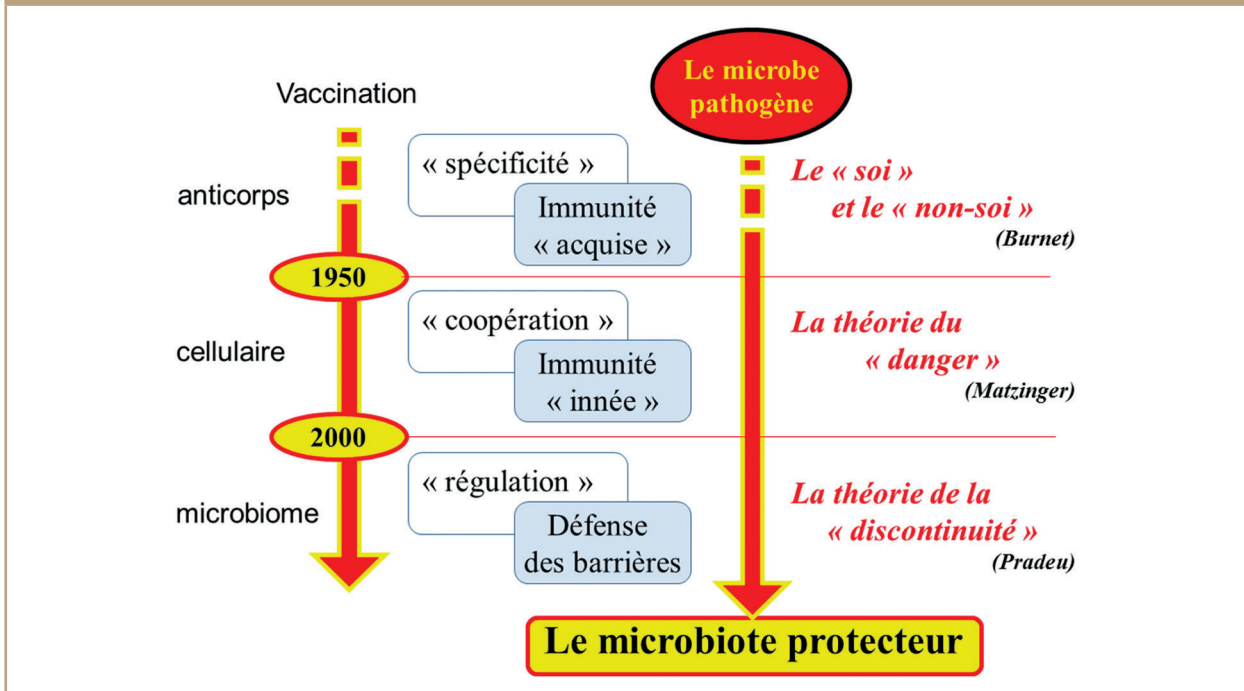 Vaccination
Le microbe
pathogène
anticorps
« spécificité »
Immunité
« acquise »
Le « soi »
et le « non-soi »
(Burnet)
1950
cellulaire
« coopération »
Immunité
« innée »
La théorie du
« danger »
(Matzinger)
2000
microbiome
« régulation »
Défense
des barrières
La théorie de la
« discontinuité »
(Pradeu)
Le microbiote protecteur